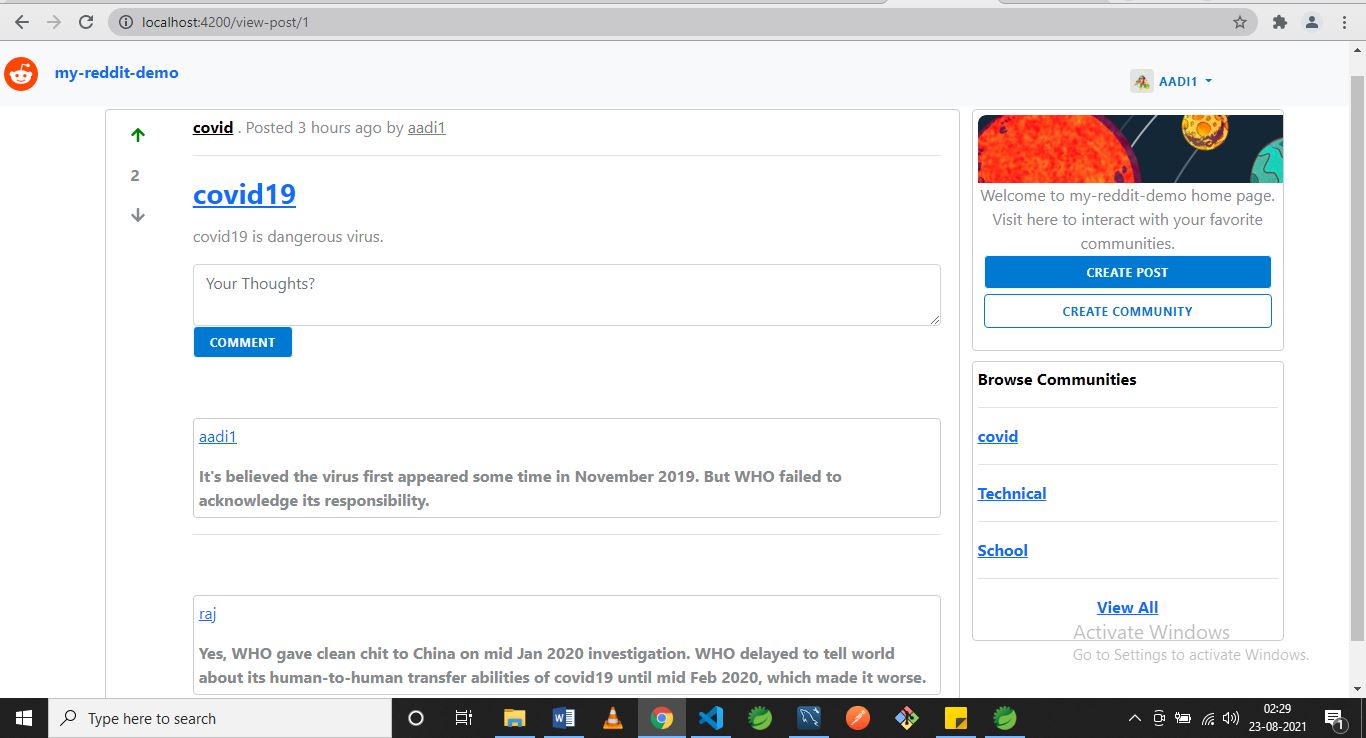 localhost:4200/view-post/1
my-reddit-demo
AADI1
covid . Posted 3 hours ago by aadi1
2
covid19
covid19 is dangerous virus.
Your Thoughts?
COMMENT
aadi1
It's believed the virus first appeared some time in November 2019. But WHO failed to
acknowledge its responsibility.
raj
Yes, WHO gave clean chit to China on mid Jan 2020 investigation. WHO delayed to tell world
about its human-to-human transfer abilities of covid19 until mid Feb 2020, which made it worse.
Welcome to my-reddit-demo home page.
Visit here to interact with your favorite
communities.
CREATE POST
CREATE COMMUNITY
Browse Communities
covid
Technical
School
View All
Activate Windows
Go to Settings to activate Windows.
Type here to search
02:29
23-08-2021
1